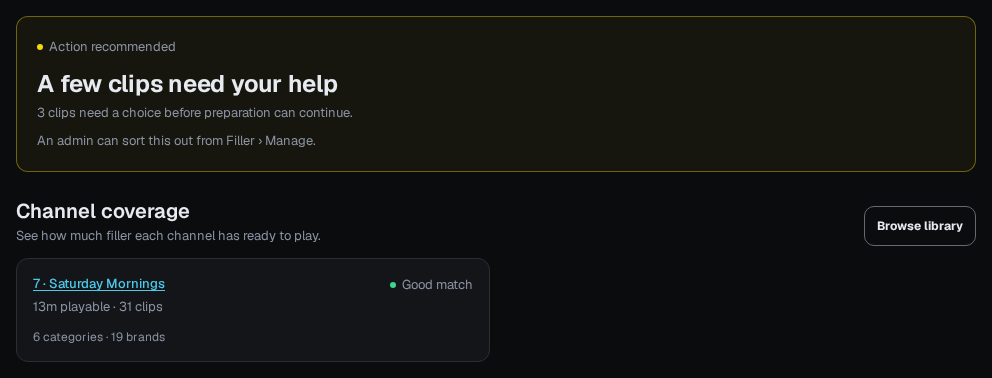 Action recommended
A few clips need your help
3 clips need a choice before preparation can continue.
An admin can sort this out from Filler › Manage.
Channel coverage
See how much filler each channel has ready to play.
Browse library
7 · Saturday Mornings
Good match
13m playable · 31 clips
6 categories · 19 brands